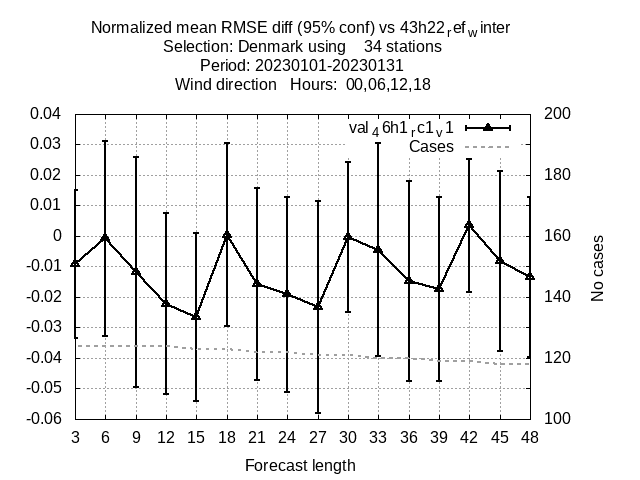 Normalized mean RMSE diff (95% conf) vs 43h22refwinter
Selection: Denmark using 34 stations
Period: 20230101-20230131
Wind direction Hours: 00,06,12,18
val46h1rc1v1
Cases
0.04
0.03
0.02
0.01
0
-0.01
-0.02
-0.03
-0.04
-0.05
-0.06
200
180
160
140
120
100
No cases
3 6 9 12 15 18 21 24 27 30 33 36 39 42 45 48
Forecast length